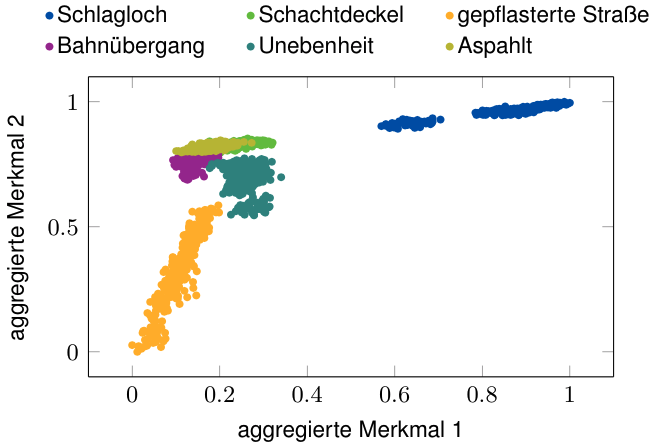 Schlagloch Schachtdeckel gepflasterte Straße
Bahnübergang Unebenheit Aspahlt
1
0.5
0
aggregierte Merkmal 2
0 0.2 0.4 0.6 0.8 1
aggregierte Merkmal 1